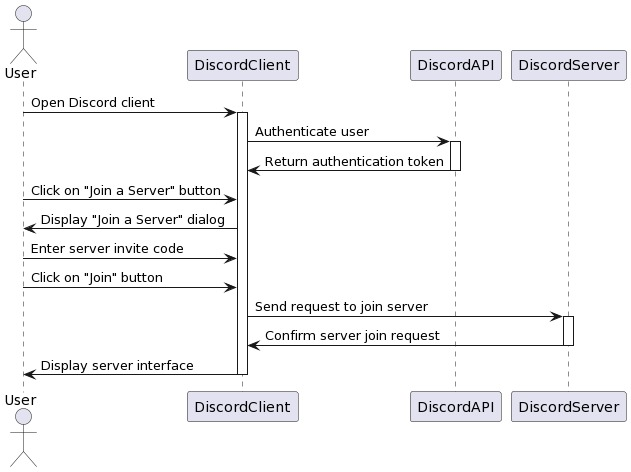 User
DiscordClient
DiscordAPI
DiscordServer
Open Discord client
Authenticate user
Return authentication token
Click on "Join a Server" button
Display "Join a Server" dialog
Enter server invite code
Click on "Join" button
Send request to join server
Confirm server join request
Display server interface
User
DiscordClient
DiscordAPI
DiscordServer